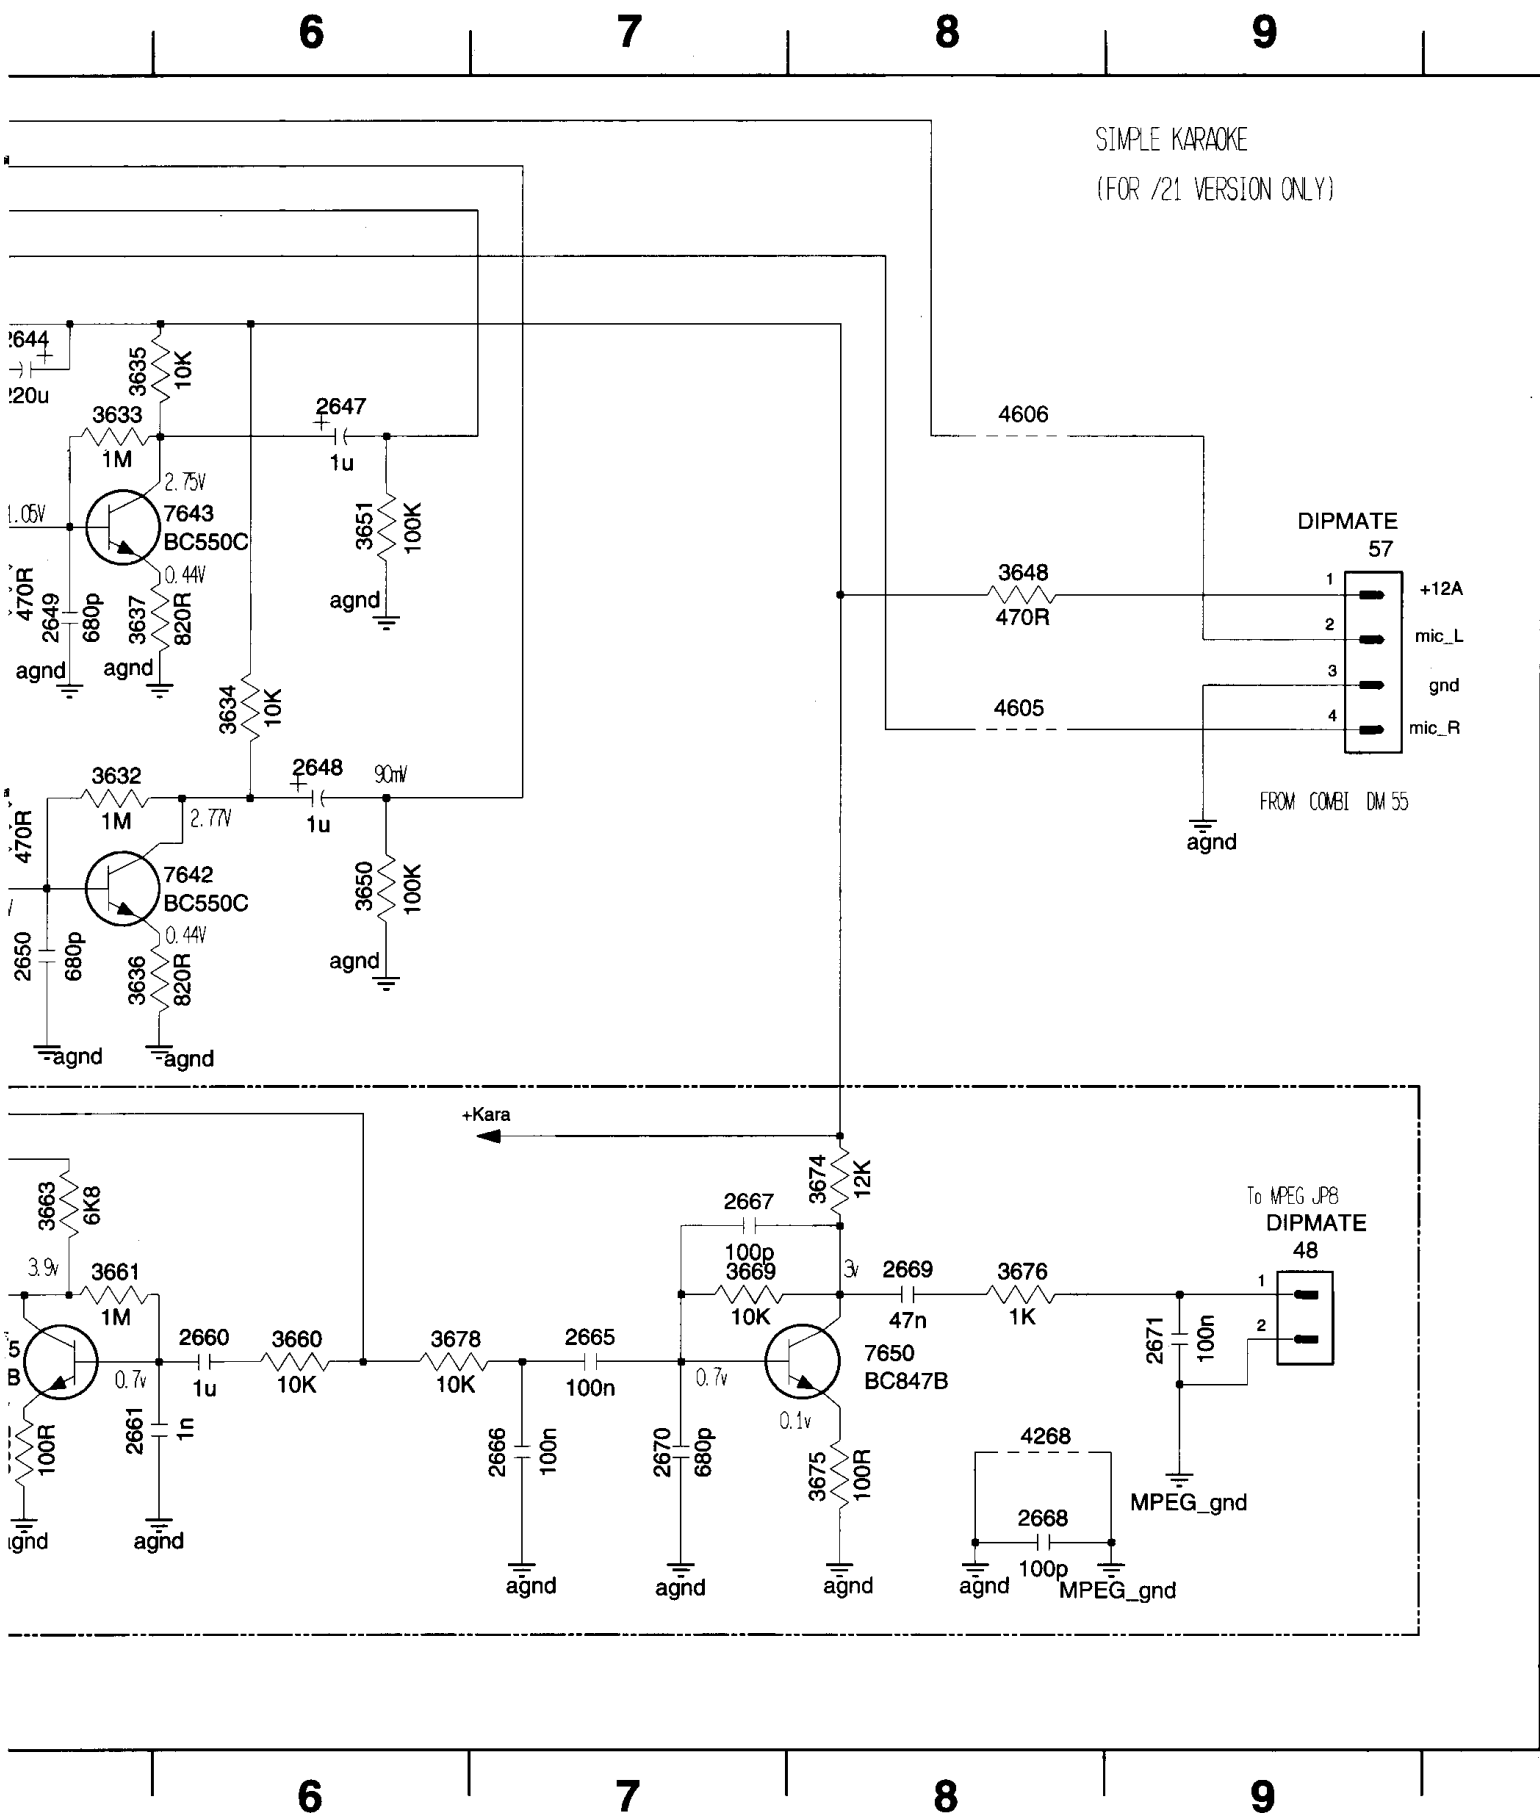 6 7 8 9
SIMPLE KARAOKE
(FOR /21 VERSION ONLY)
2644
220u
3635
10K
3633
1M
2647
1u
4606
2.75V
7643
BC550C
1.05V
0.44V
470R
2649
680p
3637
820R
agnd
agnd
3651
100K
agnd
DIPMATE
57
3648
470R
1 +12A
2 mic_L
3 gnd
4 mic_R
4605
FROM COMBI DM 55
agnd
3634
10K
3632
1M
2648
1u
90mV
2.77V
470R
7642
BC550C
0.44V
2650
680p
3636
820R
3650
100K
agnd
agnd
agnd
+Kara
3663
6K8
3674
12K
2667
100p
3669
10K
3v
2669
47n
3676
1K
To MPEG JP8
DIPMATE
48
1
2
3.9v
3661
1M
5
B
0.7v
2660
1u
3660
10K
3678
10K
2665
100n
0.7v
7650
BC847B
0.1v
2671
100n
100R
2661
1n
2666
100n
2670
680p
3675
100R
4268
2668
100p
MPEG_gnd
agnd
agnd
agnd
agnd
agnd
agnd
MPEG_gnd
6 7 8 9